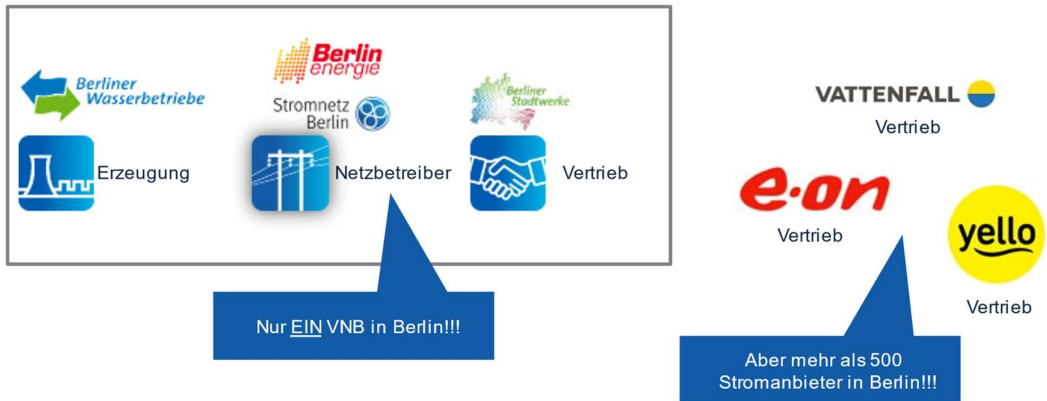 Berliner
Wasserbetriebe
Erzeugung
Berlin
energie
Stromnetz
Berlin
Netzbetreiber
Berliner
Stadtwerke
Vertrieb
Nur EIN VNB in Berlin!!!
VATTENFALL
Vertrieb
e·on
Vertrieb
yello
Vertrieb
Aber mehr als 500
Stromanbieter in Berlin!!!